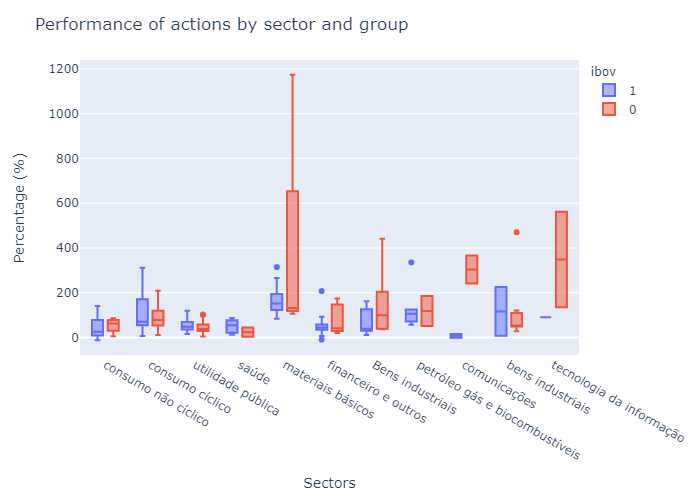 Performance of actions by sector and group
ibov
1
0
1200
1000
800
600
400
200
0
Percentage (%)
consumo não cíclico
consumo cíclico
utilidade pública
saúde
materiais básicos
financeiro e outros
Bens industriais
petróleo gás e biocombustíveis
comunicações
bens industriais
tecnologia da informação
Sectors